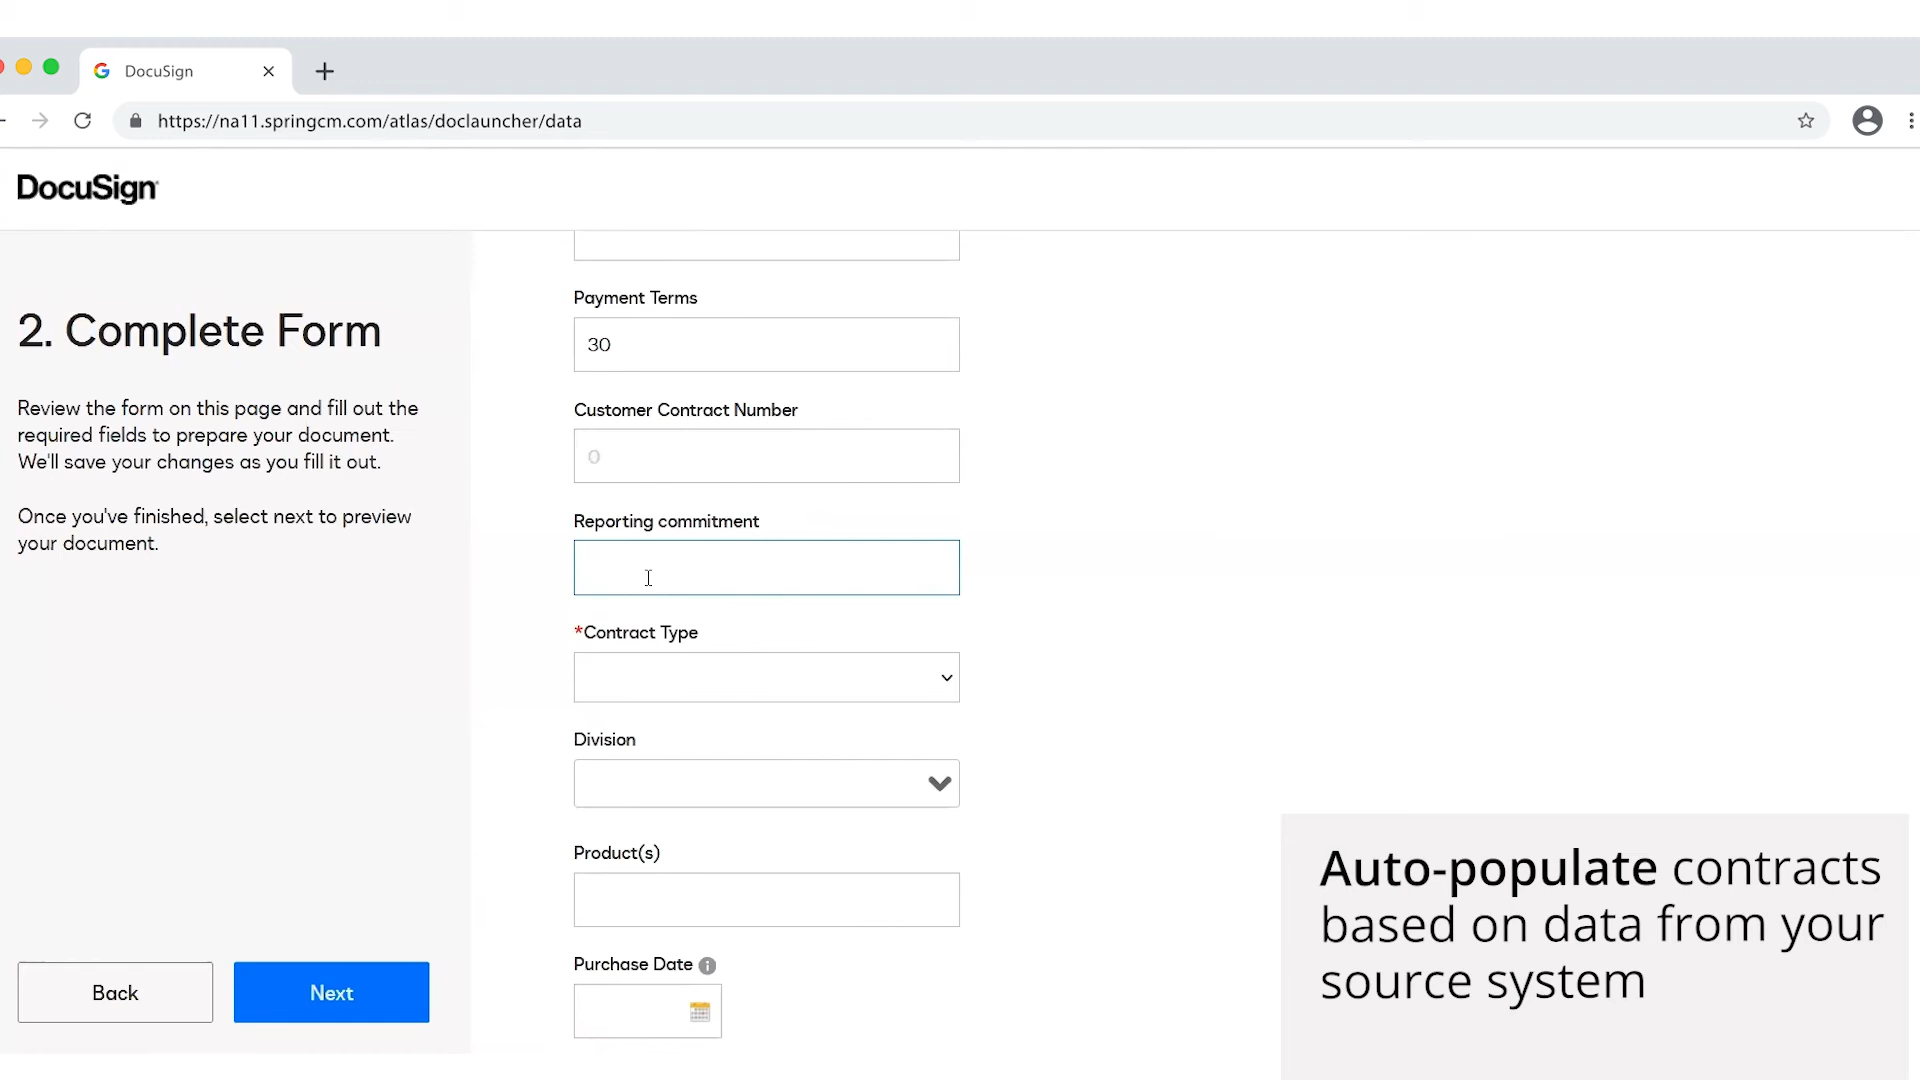 DocuSign
https://na11.springcm.com/atlas/doclauncher/data
DocuSign
2. Complete Form
Review the form on this page and fill out the
required fields to prepare your document.
We'll save your changes as you fill it out.
Once you've finished, select next to preview
your document.
Back
Next
Payment Terms
30
Customer Contract Number
0
Reporting commitment
*Contract Type
Division
Product(s)
Purchase Date
Auto-populate contracts
based on data from your
source system